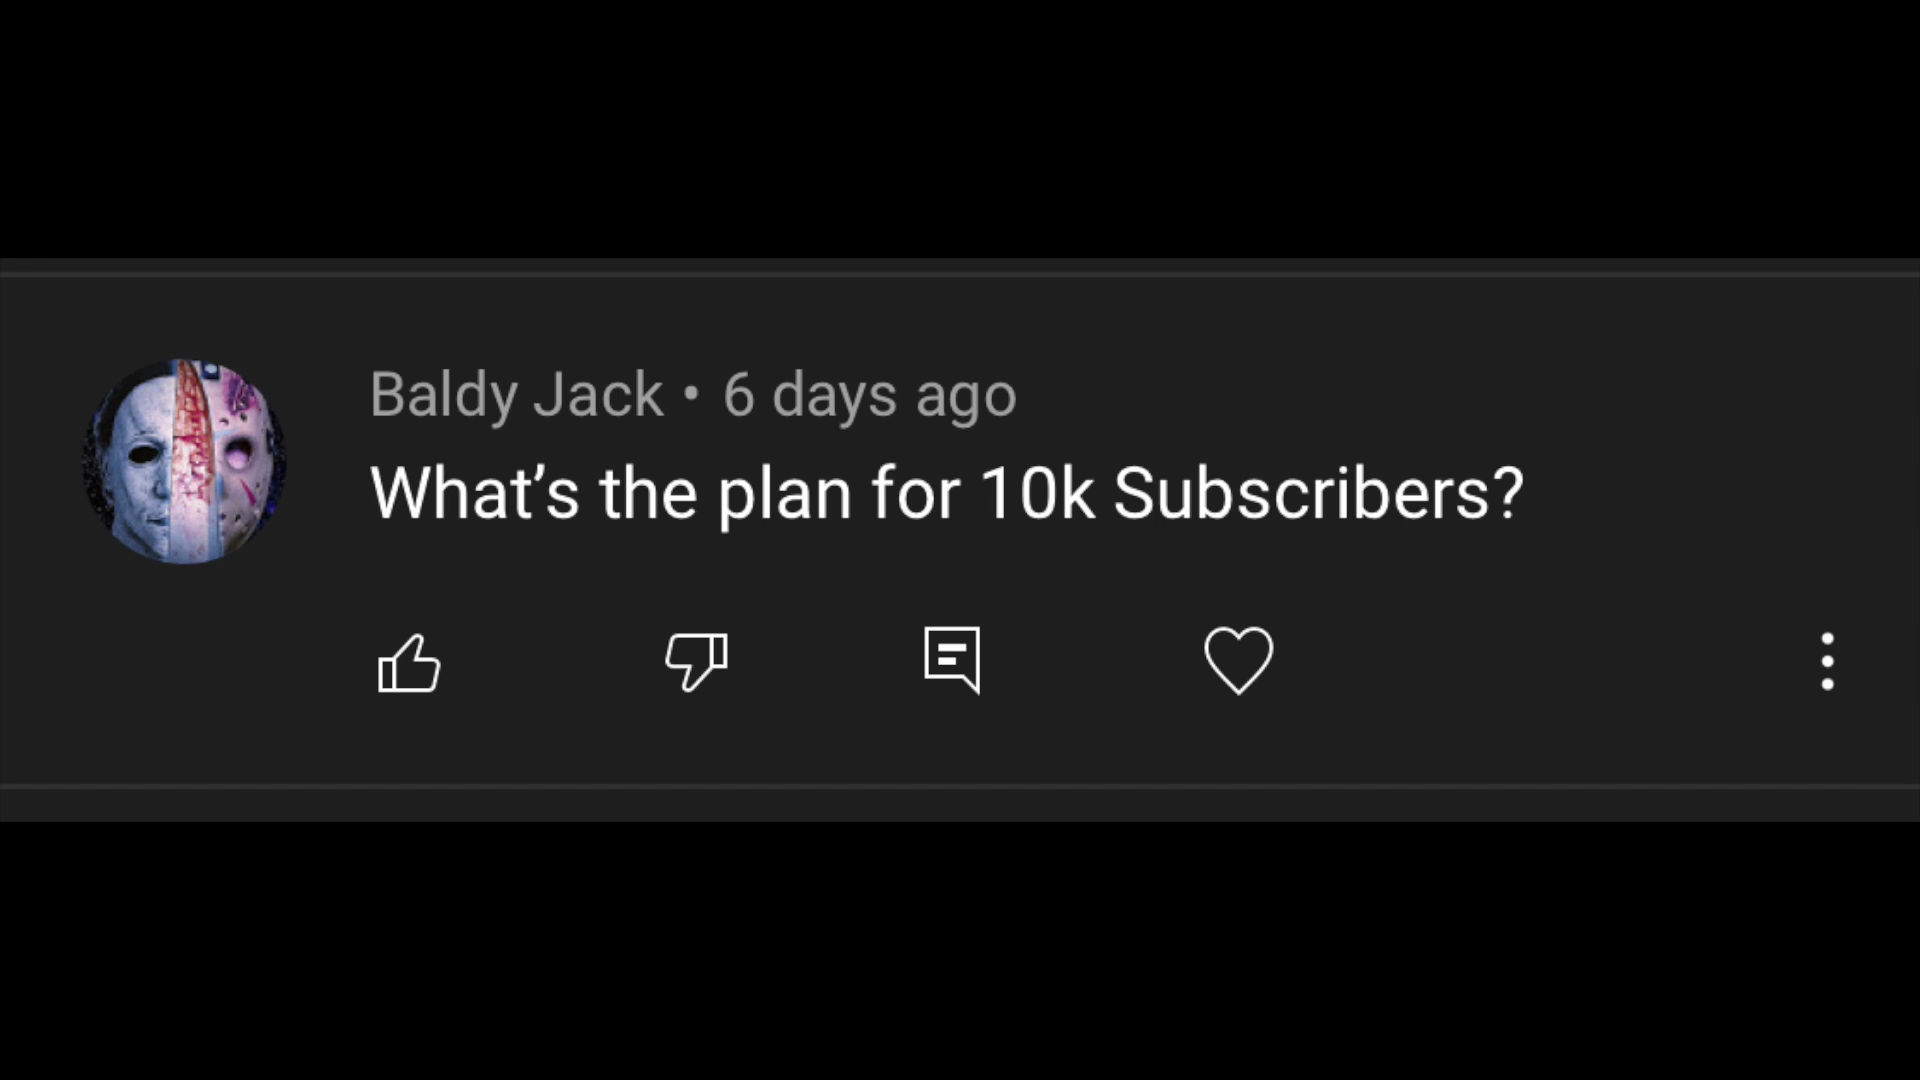 Baldy Jack • 6 days ago
What’s the plan for 10k Subscribers?